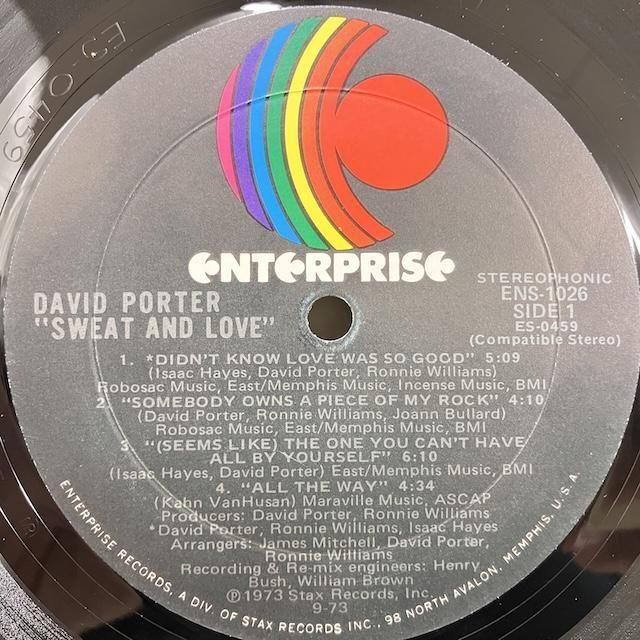 ES-0459
ENTERPRISE
DAVID PORTER
"SWEAT AND LOVE"
STEREOPHONIC
ENS-1026
SIDE 1
ES-0459
(Compatible Stereo)
1. *DIDN'T KNOW LOVE WAS SO GOOD" 5:09
(Isaac Hayes, David Porter, Ronnie Williams)
Robosac Music, East/Memphis Music, Incense Music, BMI
2. "SOMEBODY OWNS A PIECE OF MY ROCK" 4:10
(David Porter, Ronnie Williams, Joann Bullard)
Robosac Music, East/Memphis Music, BMI
3. "(SEEMS LIKE) THE ONE YOU CAN'T HAVE
ALL BY YOURSELF" 6:10
(Isaac Hayes, David Porter) East/Memphis Music, BMI
4. "ALL THE WAY" 4:34
(Kahn VanHusan) Maraville Music, ASCAP
Producers: David Porter, Ronnie Williams
*David Porter, Ronnie Williams, Isaac Hayes
Arrangers: James Mitchell, David Porter,
Ronnie Williams
Recording & Re-mix engineers: Henry
Bush, William Brown
Ⓟ1973 Stax Records, Inc.
9-73
ENTERPRISE RECORDS, A DIV. OF STAX RECORDS INC., 98 NORTH AVALON, MEMPHIS, U.S.A.